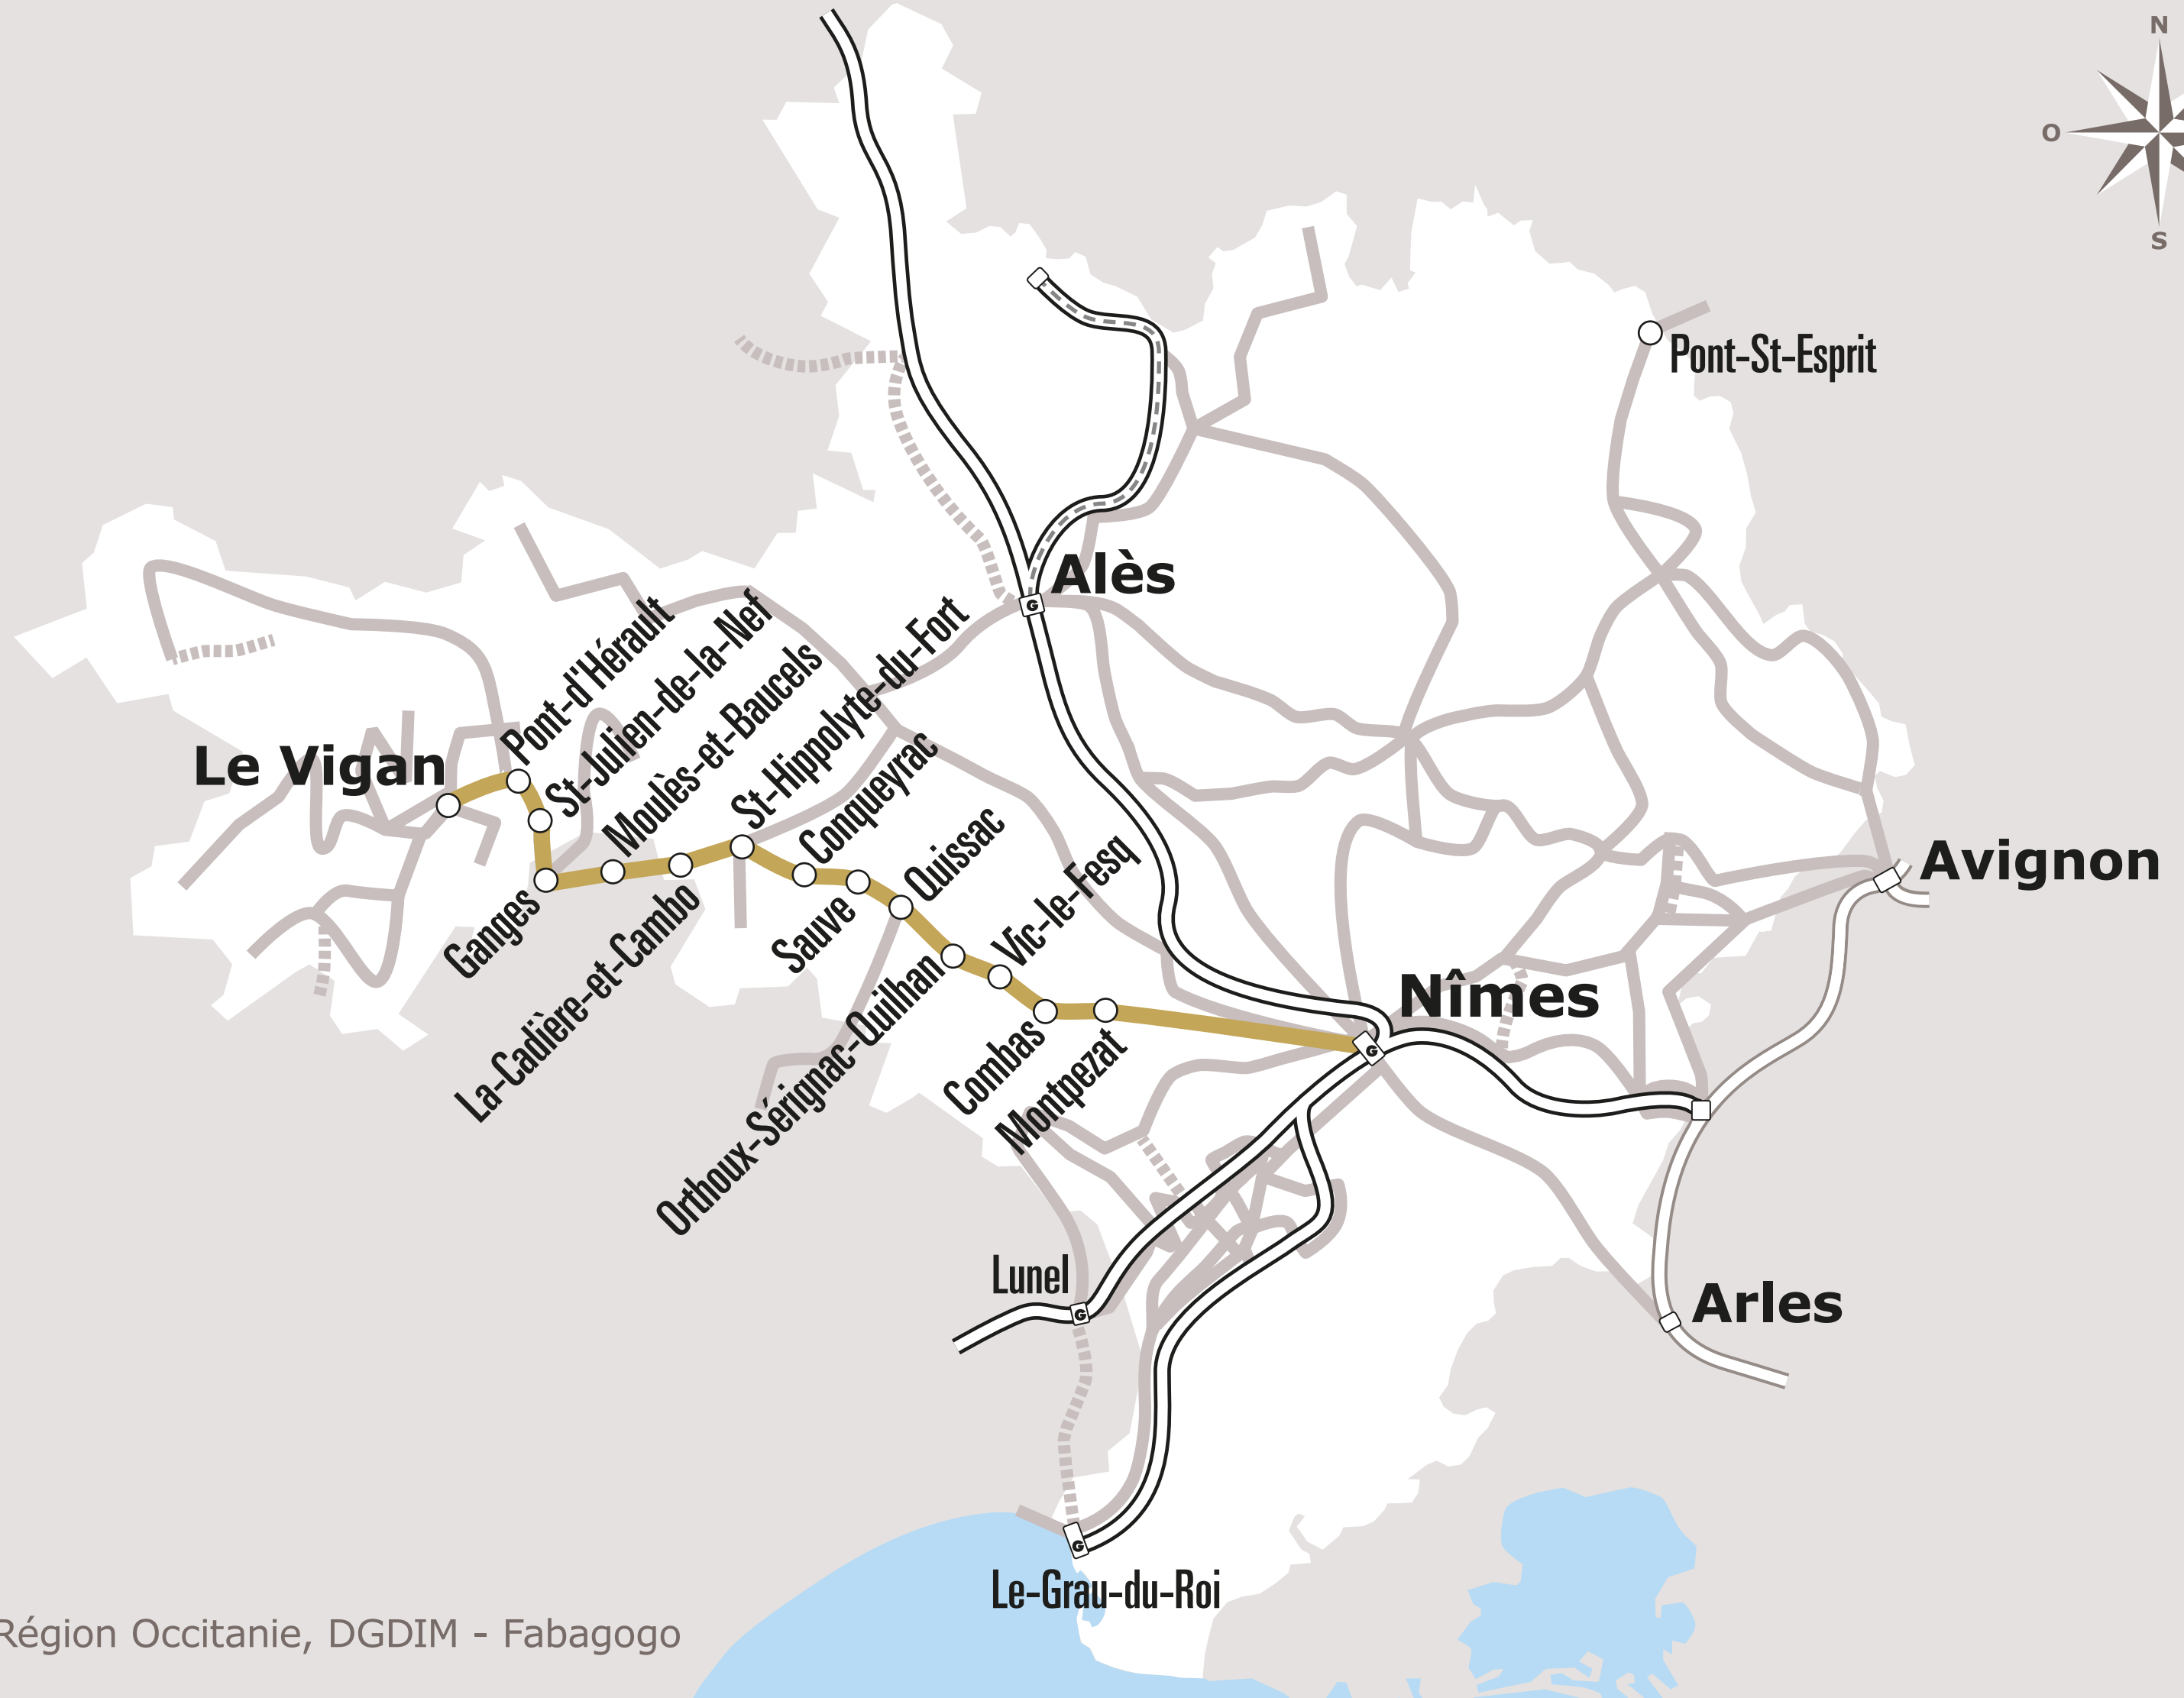 N
O
S
Pont-St-Esprit
Alès
Pont-d'Hérault
St-Julien-de-la-Nef
Moulès-et-Baucels
St-Hippolyte-du-Fort
Le Vigan
Conqueyrac
Quissac
Vic-le-Fesq
Avignon
Ganges
La-Cadière-et-Cambo
Sauve
Orthoux-Sérignac-Quilhan
Combas
Montpezat
Nîmes
Lunel
Arles
Le-Grau-du-Roi
G
G
G
G
Région Occitanie, DGDIM - Fabagogo